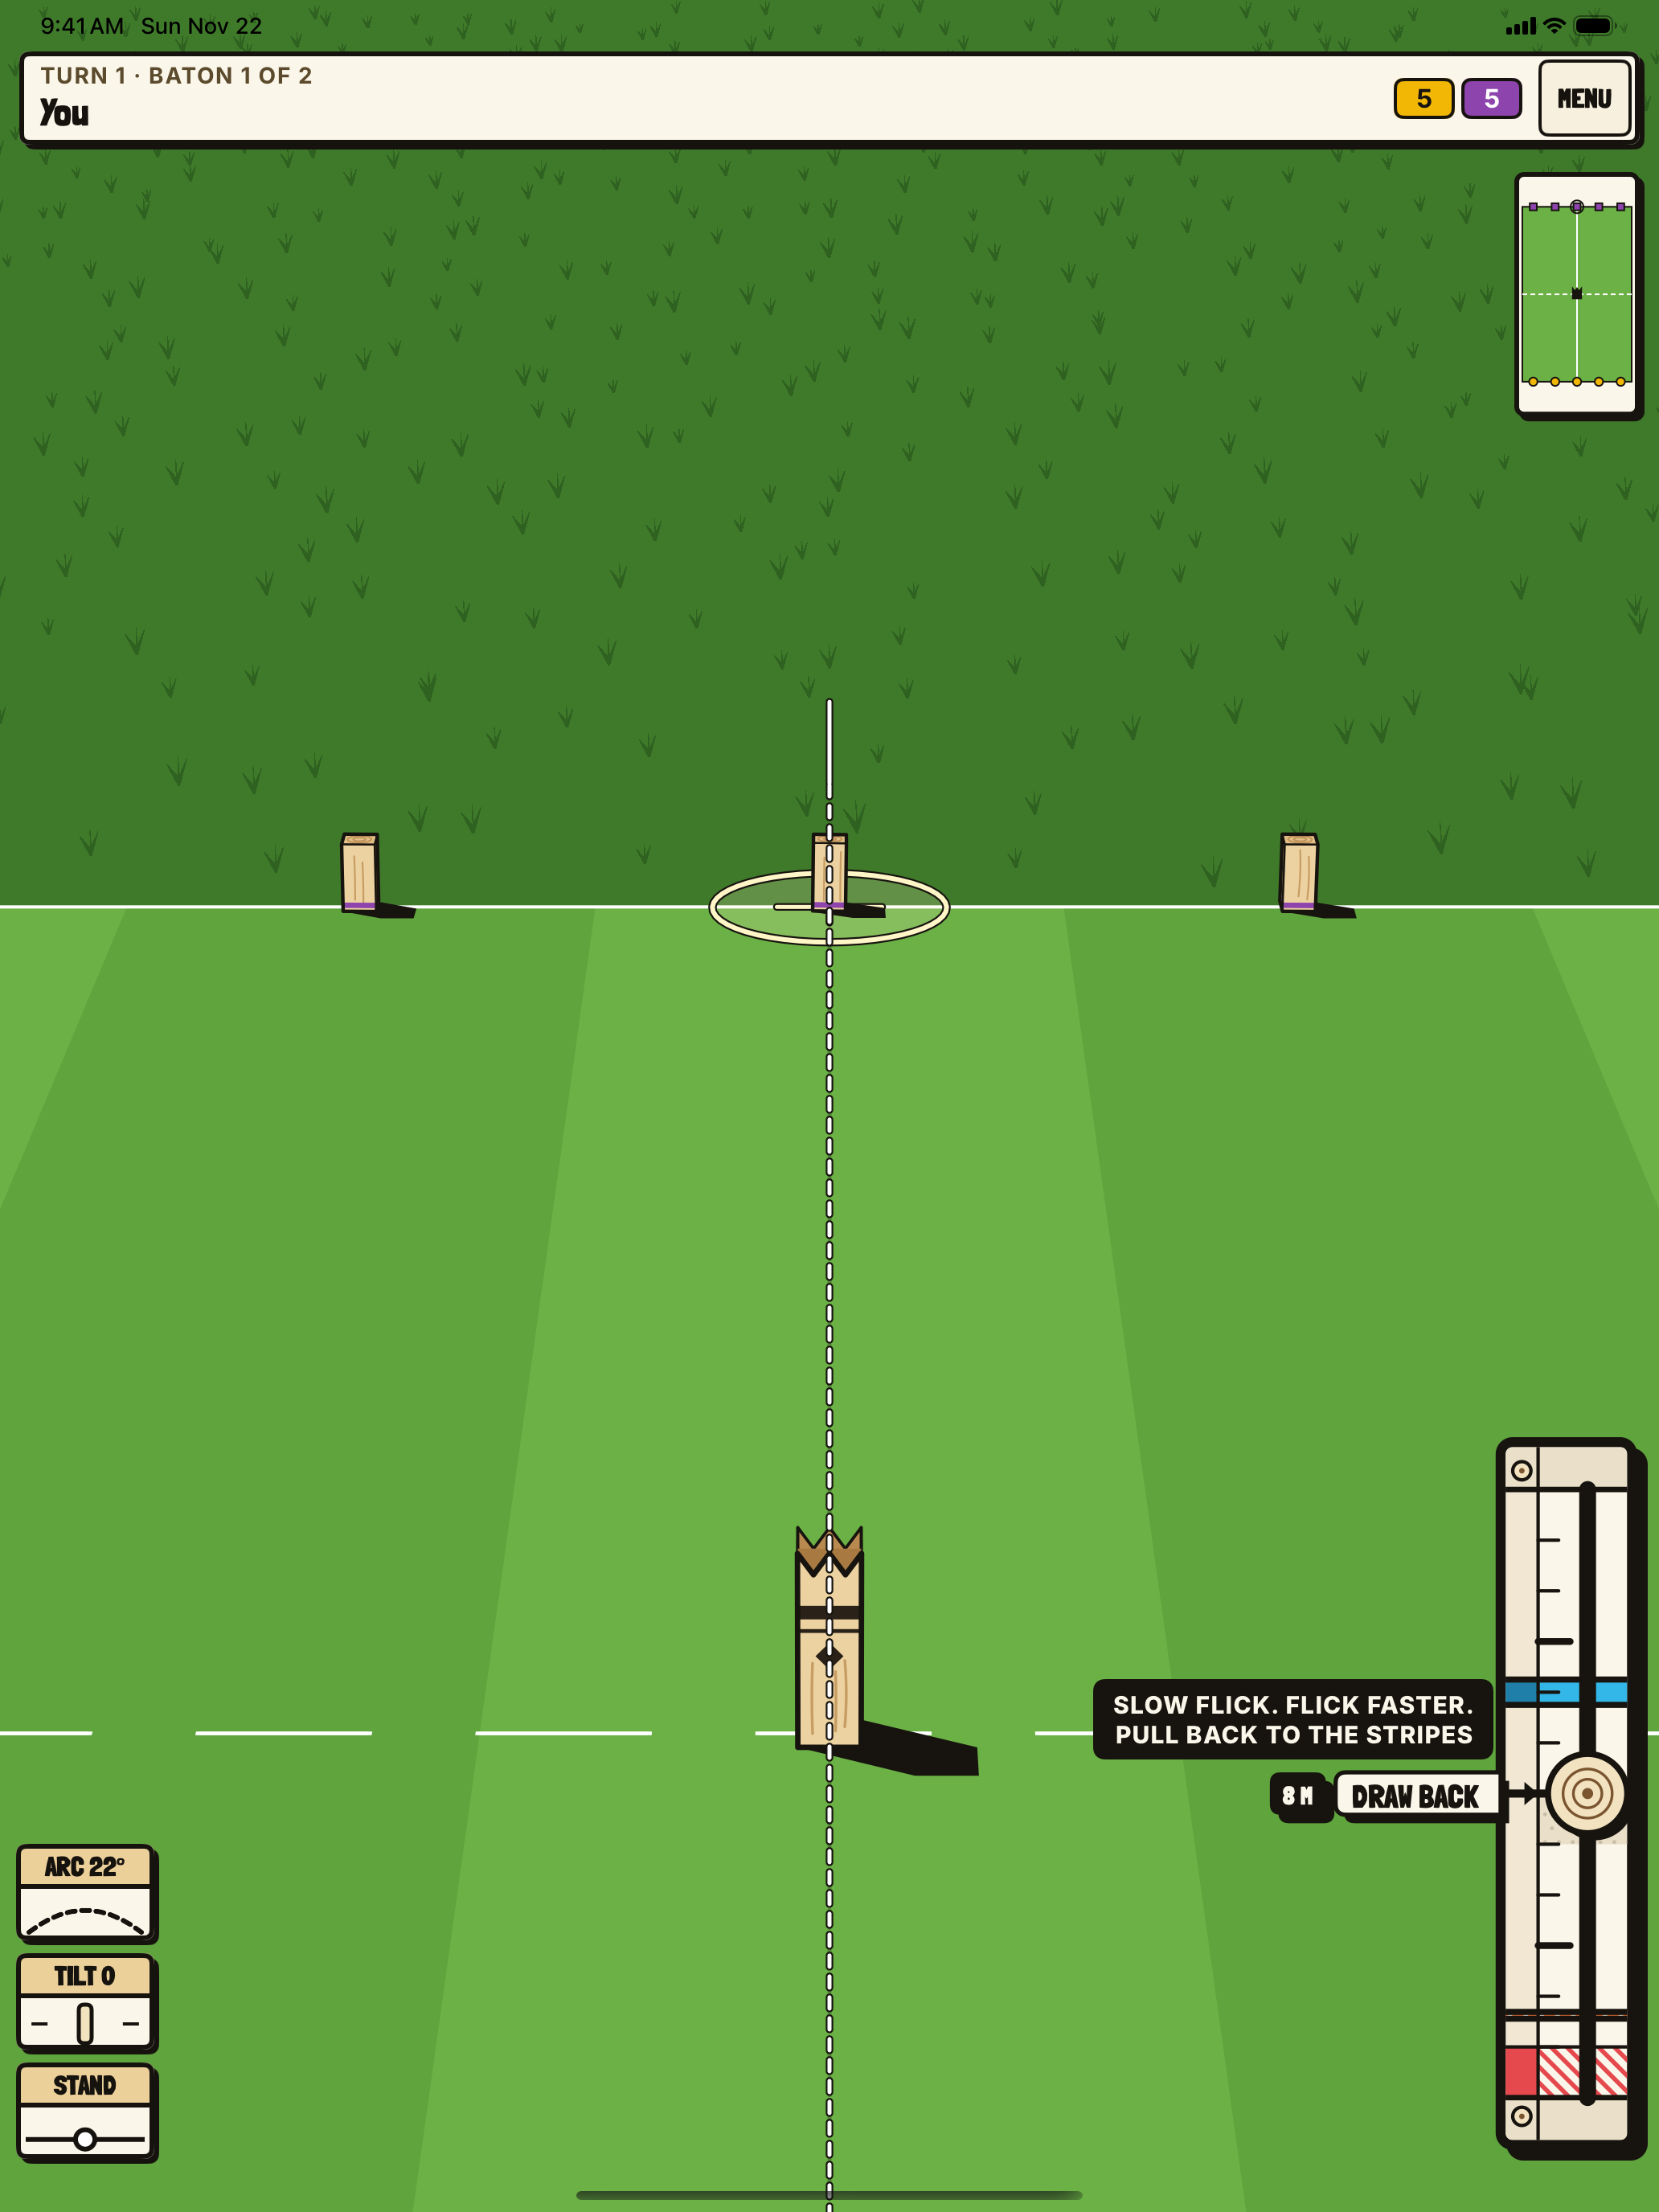 9:41 AM Sun Nov 22
TURN 1 · BATON 1 OF 2
You
5 5 MENU
SLOW FLICK. FLICK FASTER.
PULL BACK TO THE STRIPES
8 M DRAW BACK
ARC 22°
TILT 0
STAND